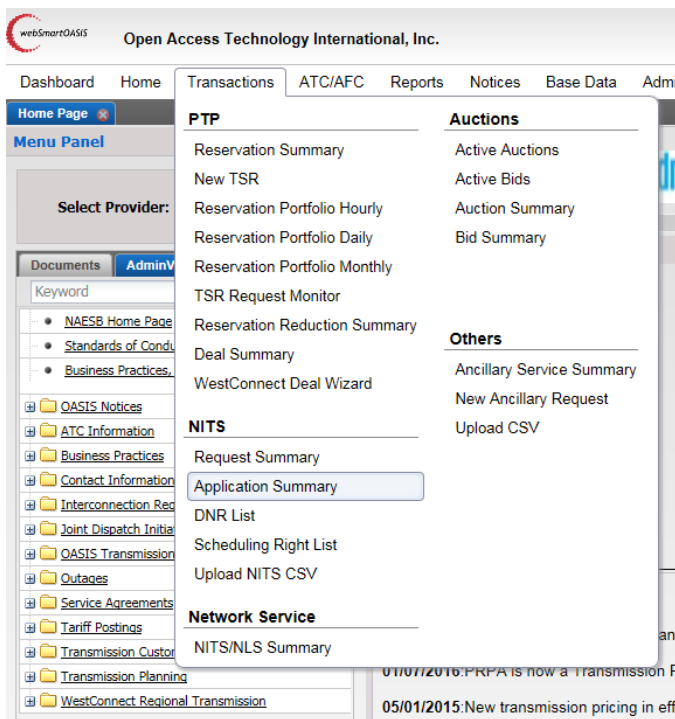 webSmartOASIS
Open Access Technology International, Inc.
Dashboard Home Transactions ATC/AFC Reports Notices Base Data
Home Page
Menu Panel
Select Provider:
Documents
Keyword
NAESB Home Page
Standards of
Business Practices,
OASIS Notices
ATC Information
Business Practices
Contact Information
Interconnection
Joint Dispatch
OASIS Transmission
Outages
Service Agreements
Tariff Postings
Transmission
Transmission Planning
WestConnect Regional Transmission
PTP
Reservation Summary
New TSR
Reservation Portfolio Hourly
Reservation Portfolio Daily
Reservation Portfolio Monthly
TSR Request Monitor
Reservation Reduction Summary
Deal Summary
WestConnect Deal Wizard
NITS
Request Summary
Application Summary
DNR List
Scheduling Right List
Upload NITS CSV
Network Service
NITS/NLS Summary
Auctions
Active Auctions
Active Bids
Auction Summary
Bid Summary
Others
Ancillary Service Summary
New Ancillary Request
Upload CSV
01/07/2016:PRPA is now a Transmission
05/01/2015:New transmission pricing in